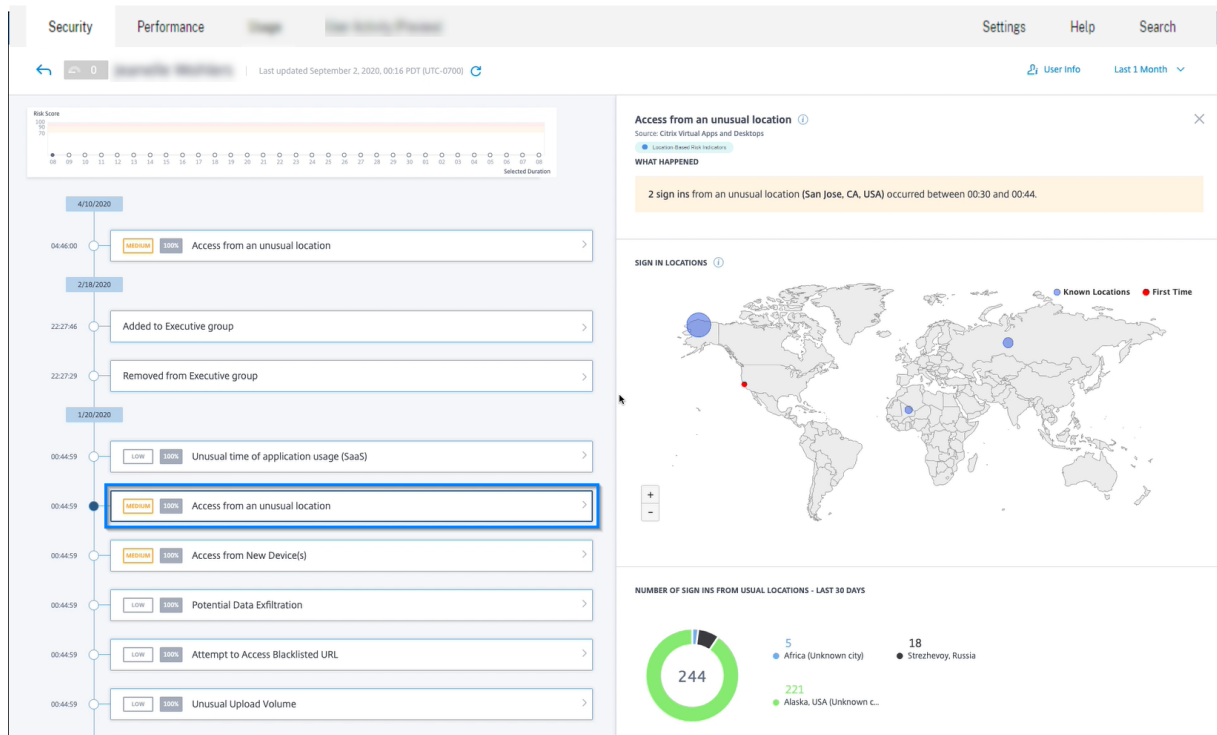 Security Performance Settings Help Search
0 Last updated September 2, 2020, 00:16 PDT (UTC-0700) User Info Last 1 Month
Risk Score
100
90
70
08 09 10 11 12 13 14 15 16 17 18 19 20 21 22 23 24 25 26 27 28 29 30 01 02 03 04 05 06 07 08
Selected Duration
4/10/2020
04:46:00 MEDIUM 100% Access from an unusual location
2/18/2020
22:27:46 Added to Executive group
22:27:29 Removed from Executive group
1/20/2020
00:44:59 LOW 100% Unusual time of application usage (SaaS)
00:44:59 MEDIUM 100% Access from an unusual location
00:44:59 MEDIUM 100% Access from New Device(s)
00:44:59 LOW 100% Potential Data Exfiltration
00:44:59 LOW 100% Attempt to Access Blacklisted URL
00:44:59 LOW 100% Unusual Upload Volume
Access from an unusual location
Source: Citrix Virtual Apps and Desktops
Location-Based Risk Indicators
WHAT HAPPENED
2 sign ins from an unusual location (San Jose, CA, USA) occurred between 00:30 and 00:44.
SIGN IN LOCATIONS
Known Locations First Time
+
-
NUMBER OF SIGN INS FROM USUAL LOCATIONS - LAST 30 DAYS
244
5 18
Africa (Unknown city) Strezhevoy, Russia
221
Alaska, USA (Unknown c...